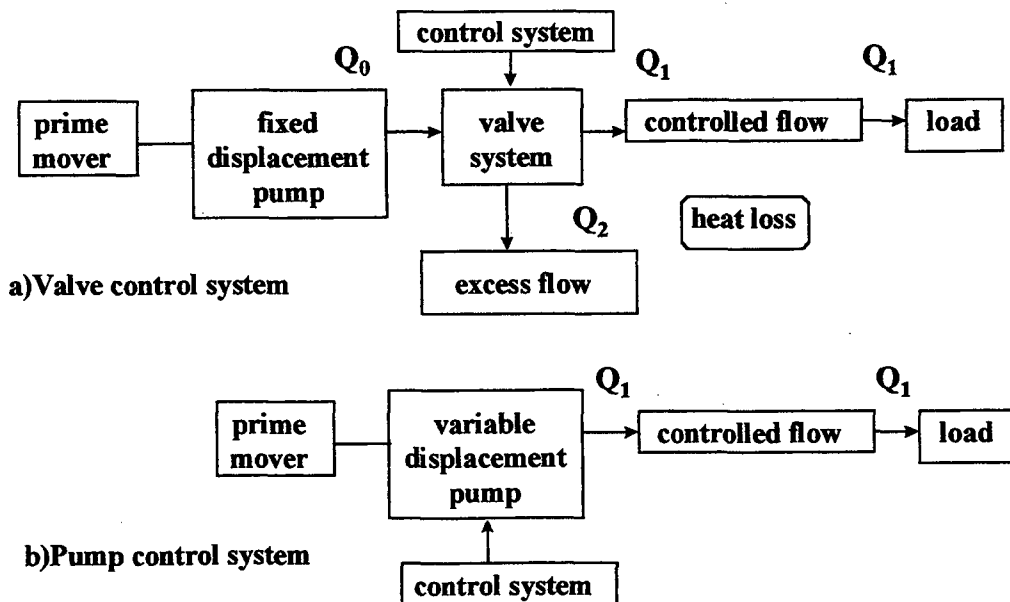 control system
Q0
Q1
Q1
prime
mover
fixed
displacement
pump
valve
system
controlled flow
load
Q2
heat loss
excess flow
a)Valve control system
Q1
Q1
prime
mover
variable
displacement
pump
controlled flow
load
b)Pump control system
control system